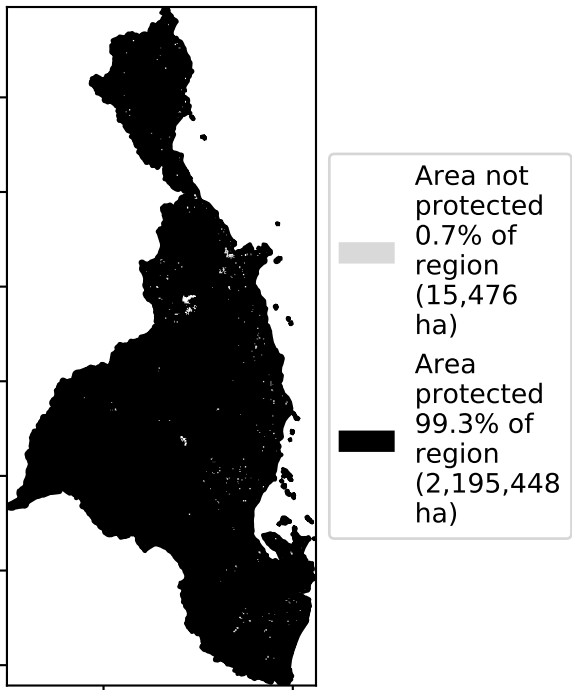 Area not
protected
0.7% of
region
(15,476
ha)
Area
protected
99.3% of
region
(2,195,448
ha)